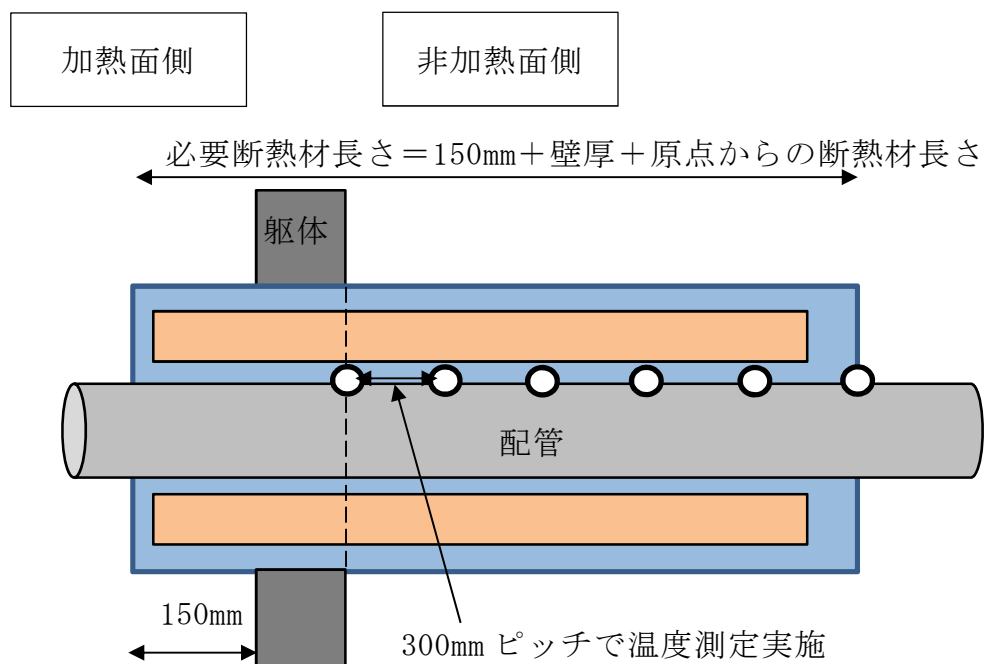 加熱面側
非加熱面側
必要断熱材長さ＝150㎜＋壁厚＋原点からの断熱材長さ
躯体
配管
150㎜
300㎜ ピッチで温度測定実施